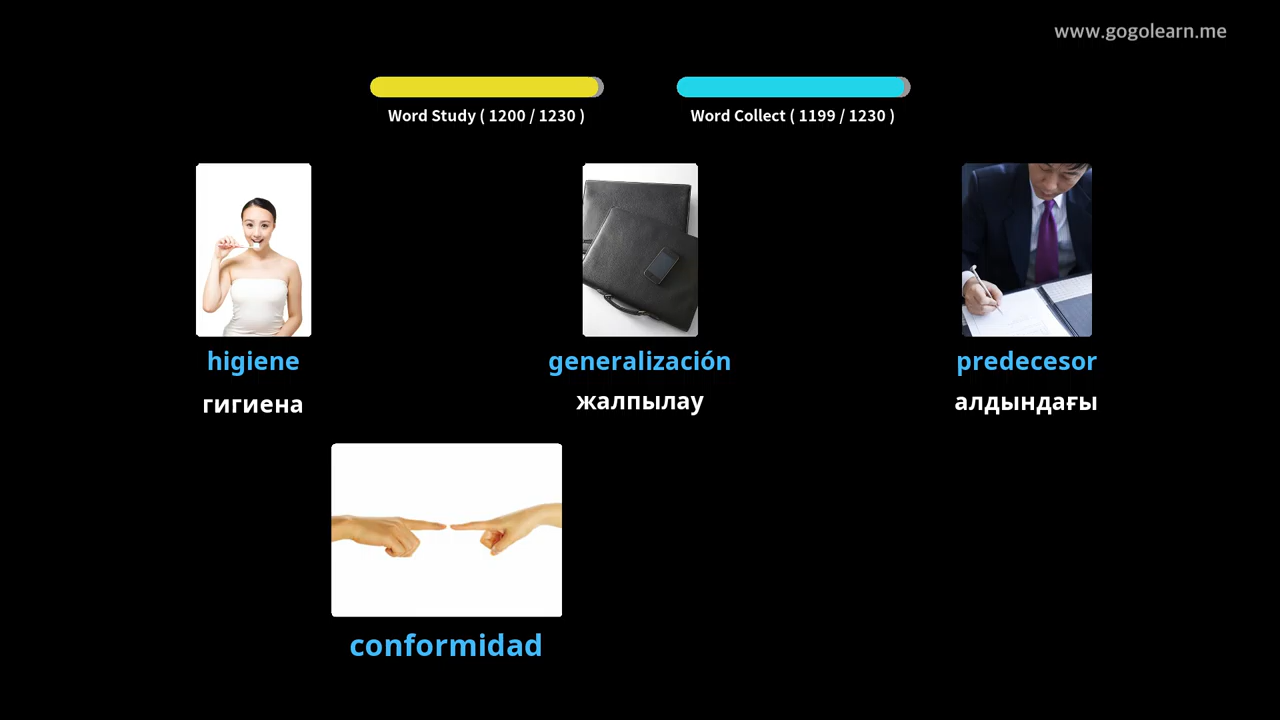 www.gogolearn.me
Word Study ( 1200 / 1230 )
Word Collect ( 1199 / 1230 )
higiene
generalización
predecesor
гигиена
жалпылау
алдындағы
conformidad